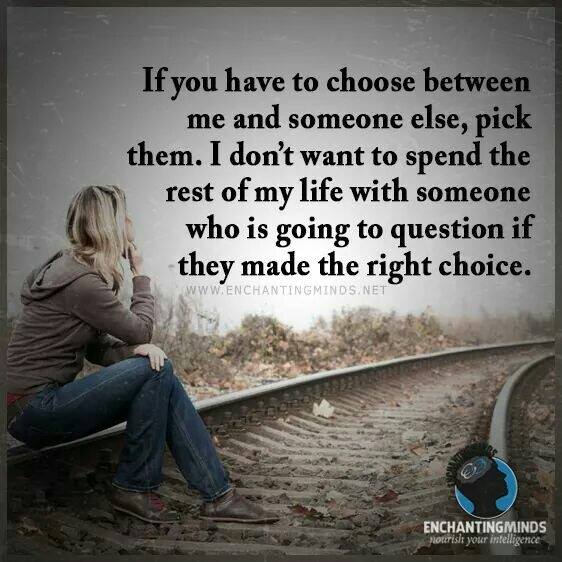 If you have to choose between
me and someone else, pick
them. I don't want to spend the
rest of my life with someone
who is going to question if
they made the right choice.
WWW.ENCHANTINGMINDS.NET
ENCHANTINGMINDS
nourish your intelligence